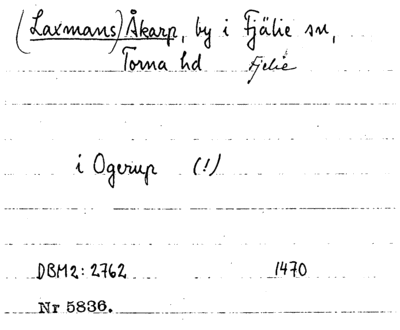 (Laxmans) Åkarp, by i Fjälie sn,
Torna hd Fjelie
i Ogerup (!)
DBM2: 2762 1470
Nr 5836.